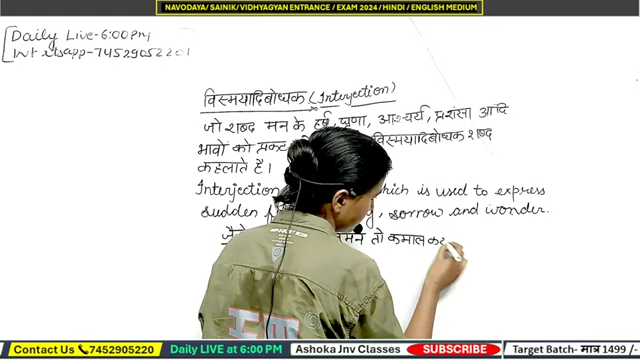 NAVODAYA/ SAINIK/ VIDHYAGYAN ENTRANCE / EXAM 2024 / HINDI / ENGLISH MEDIUM
Daily Live-6:00PM
विस्मयादिबोधक (Interjection)
जो शब्द मन के हर्ष, घृणा, आश्चर्य, प्रशंसा आदि
भावों को प्रकट विस्मयादिबोधक शब्द
कहलाते हैं।
Interjection which is used to express
sudden sorrow and wonder.
जैसे तो कमाल कर
Contact Us 7452905220 Daily LIVE at 6:00 PM Ashoka Jnv Classes SUBSCRIBE Target Batch- मात्र 1499 /-